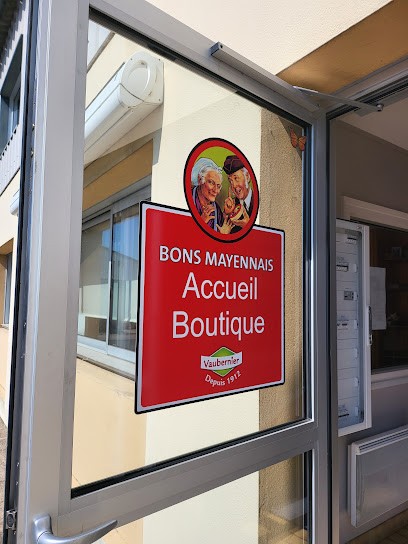 BONS MAYENNAIS
Accueil
Boutique
Vaubernier
Depuis 1912